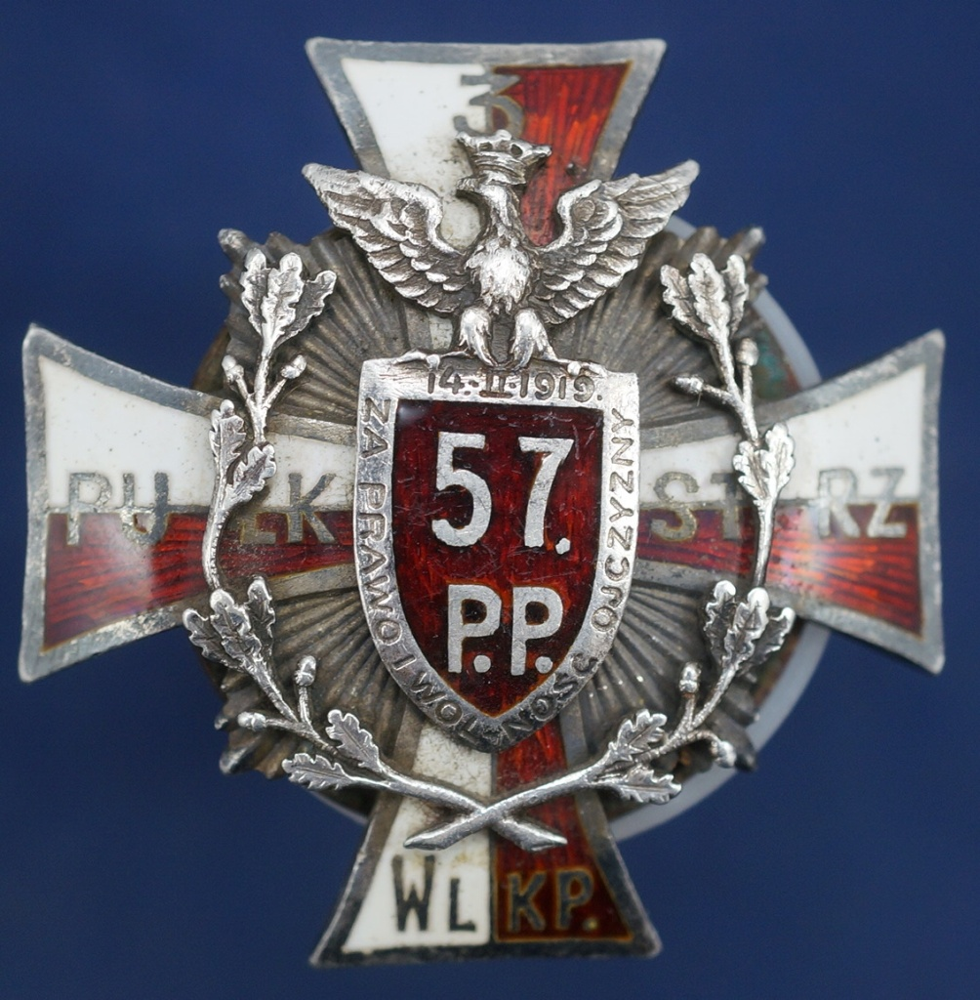 3
14.II.1919.
ZA PRAWO I WOLNOŚĆ OJCZYZNY
57.
P.P.
PUŁK STRZ
WLKP.